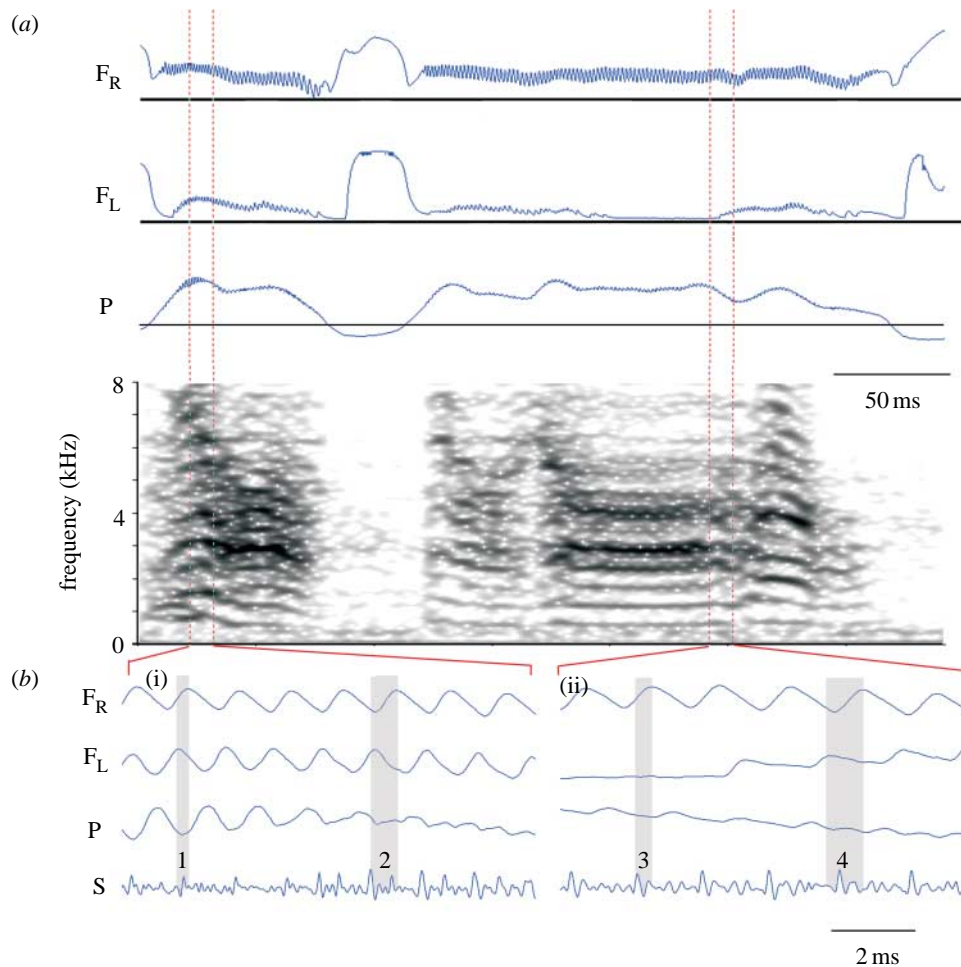 (a)
F_R
F_L
P
50 ms
8
4
0
frequency (kHz)
(b)
(i)
(ii)
F_R
F_L
P
1
2
3
4
S
2 ms